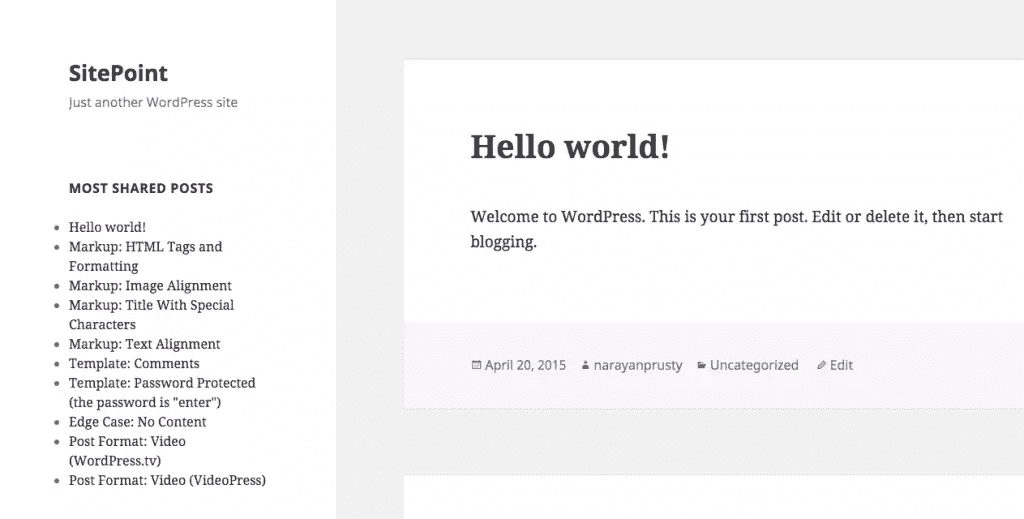 SitePoint
Just another WordPress site
MOST SHARED POSTS
Hello world!
Markup: HTML Tags and
Formatting
Markup: Image Alignment
Markup: Title With Special
Characters
Markup: Text Alignment
Template: Comments
Template: Password Protected
(the password is "enter")
Edge Case: No Content
Post Format: Video
(WordPress.tv)
Post Format: Video (VideoPress)
Hello world!
Welcome to WordPress. This is your first post. Edit or delete it, then start
blogging.
April 20, 2015 narayanprusty Uncategorized Edit